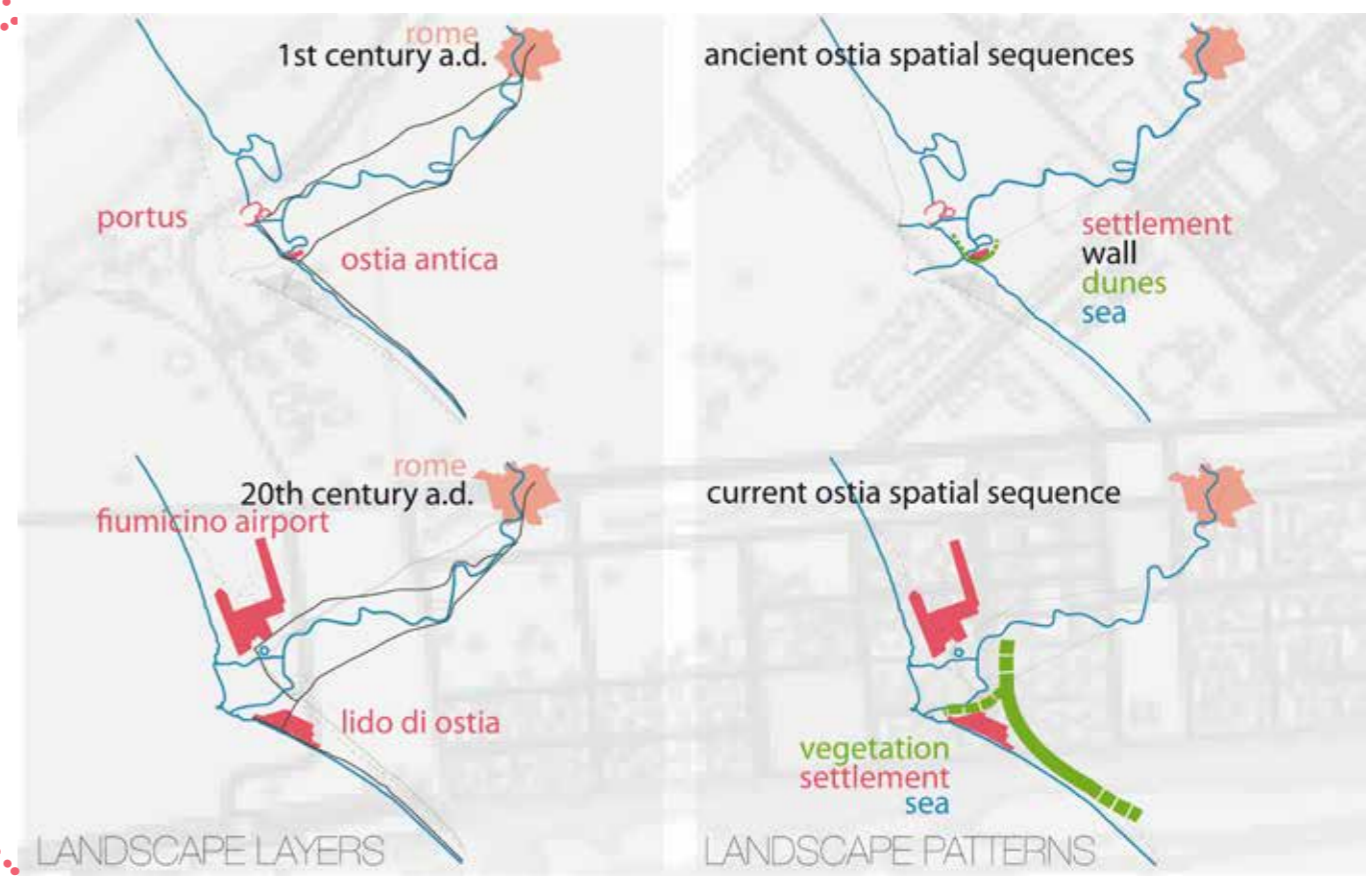 rome
1st century a.d.
portus
ostia antica
ancient ostia spatial sequences
settlement
wall
dunes
sea
rome
20th century a.d.
fiumicino airport
lido di ostia
LANDSCAPE LAYERS
current ostia spatial sequence
vegetation
settlement
sea
LANDSCAPE PATTERNS